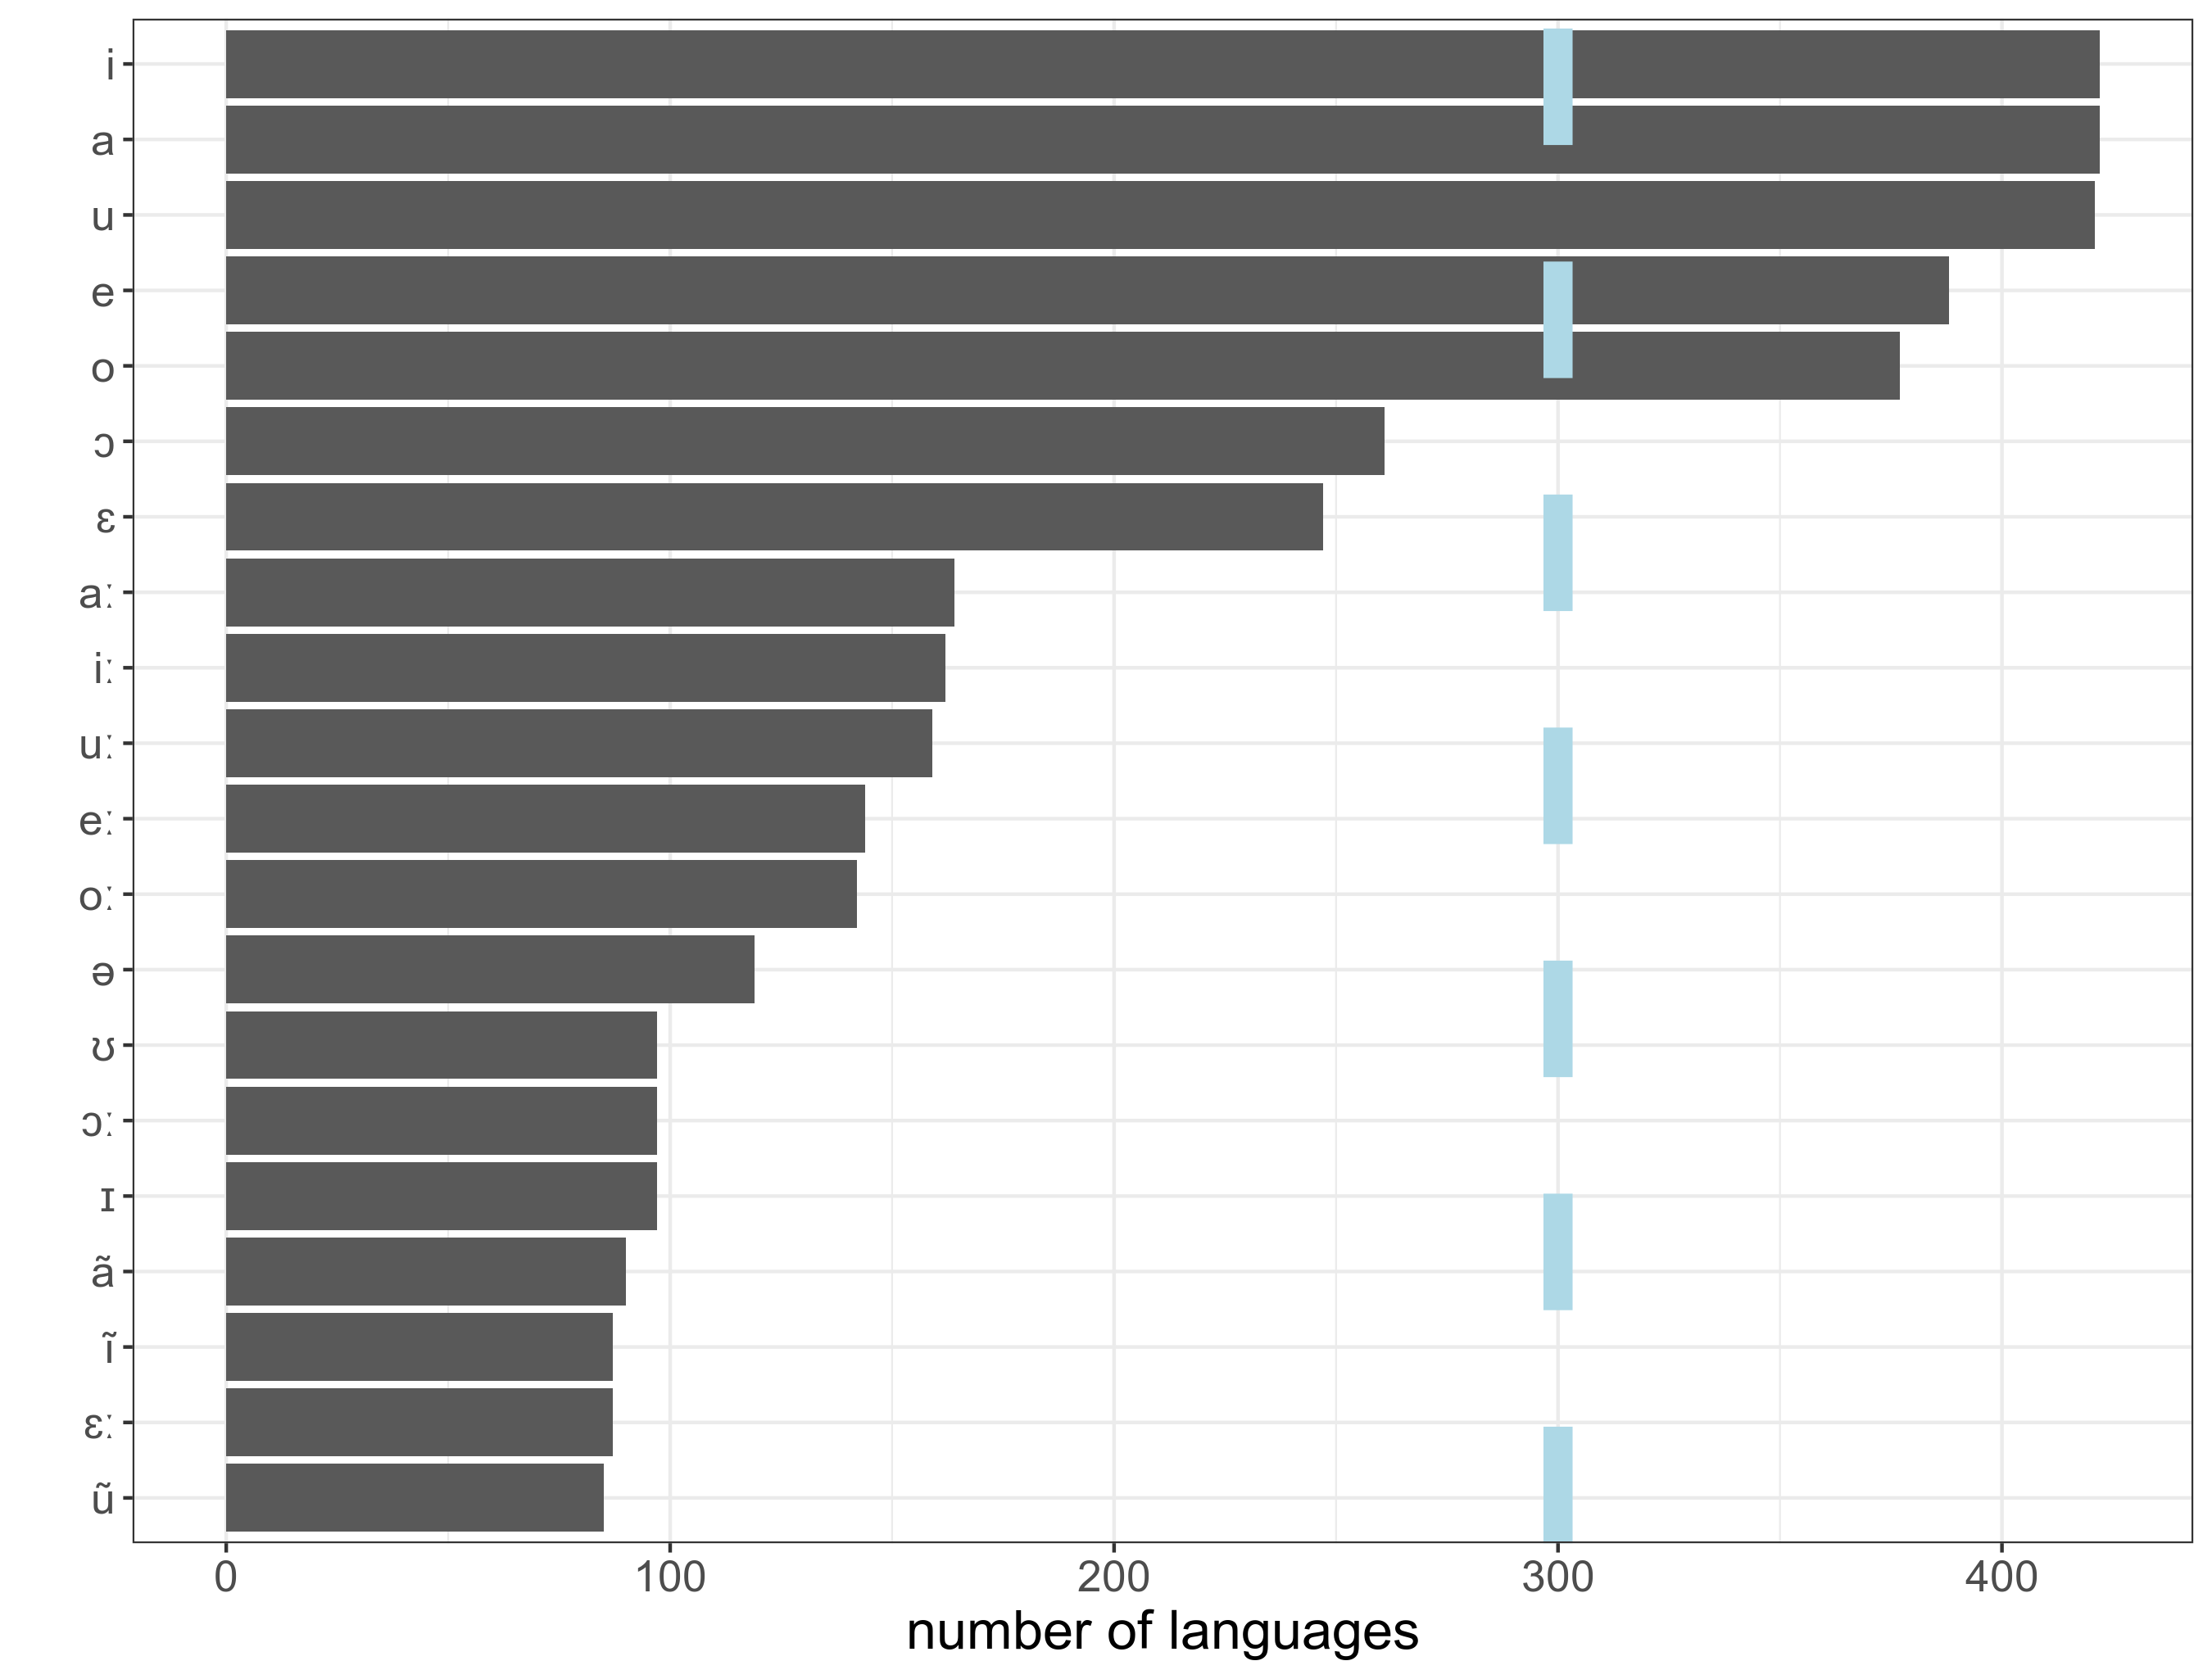 i
a
u
e
o
ɔ
ɛ
aː
iː
uː
eː
oː
ə
ʊ
ɔː
ɪ
ã
ĩ
ɛː
ũ
0 100 200 300 400
number of languages